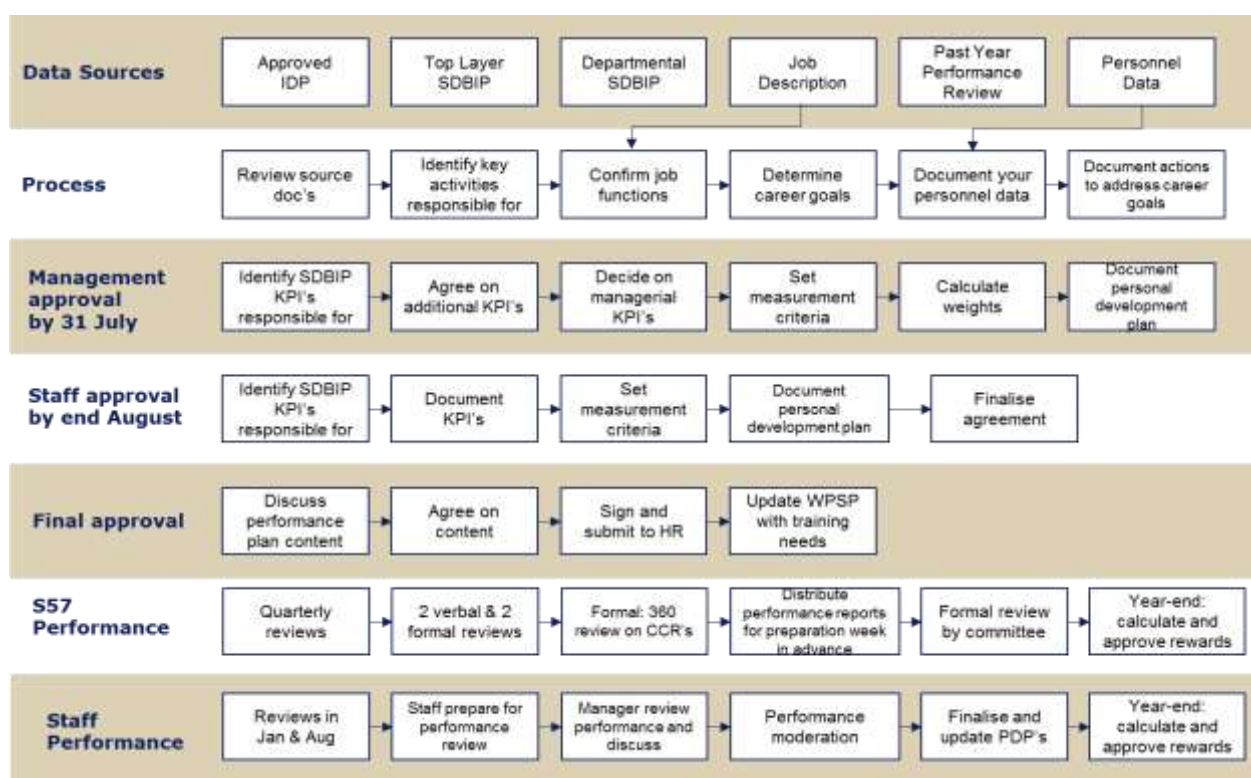 Data Sources
Approved
IDP
Top Layer
SDBIP
Departmental
SDBIP
Job
Description
Past Year
Performance
Review
Personnel
Data
Process
Review source
doc's
Identify key
activities
responsible for
Confirm job
functions
Determine
career goals
Document your
personnel data
Document actions
to address career
goals
Management
approval
by 31 July
Identify SDBIP
KPI's
responsible for
Agree on
additional KPI's
Decide on
managerial
KPI's
Set
measurement
criteria
Calculate
weights
Document
personal
development
plan
Staff approval
by end August
Identify SDBIP
KPI's
responsible for
Document
KPI's
Set
measurement
criteria
Document
personal
development plan
Finalise
agreement
Final approval
Discuss
performance
plan content
Agree on
content
Sign and
submit to HR
Update WPSP
with training
needs
S57
Performance
Quarterly
reviews
2 verbal & 2
formal reviews
Formal: 360
review on CCR's
Distribute
performance reports
for preparation week
in advance
Formal review
by committee
Year-end:
calculate and
approve rewards
Staff
Performance
Reviews in
Jan & Aug
Staff prepare for
performance
review
Manager review
performance and
discuss
Performance
moderation
Finalise and
update PDP's
Year-end:
calculate and
approve rewards